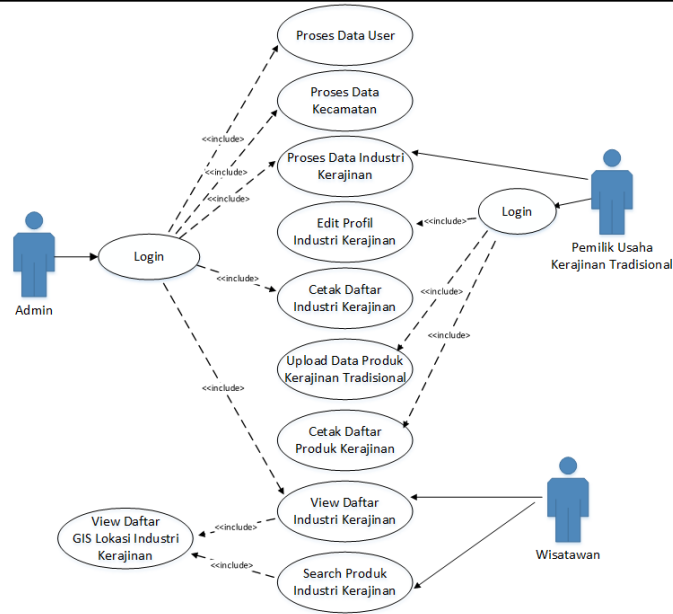 Proses Data User
Proses Data
Kecamatan
<<include>>
<<include>>
Proses Data Industri
Kerajinan
<<include>>
Login
Edit Profil
Industri Kerajinan
<<include>>
Login
Pemilik Usaha
Kerajinan Tradisional
Admin
<<include>>
Cetak Daftar
Industri Kerajinan
<<include>>
<<include>>
Upload Data Produk
Kerajinan Tradisional
<<include>>
Cetak Daftar
Produk Kerajinan
View Daftar
Industri Kerajinan
View Daftar
GIS Lokasi Industri
Kerajinan
<<include>>
<<include>>
Wisatawan
Search Produk
Industri Kerajinan